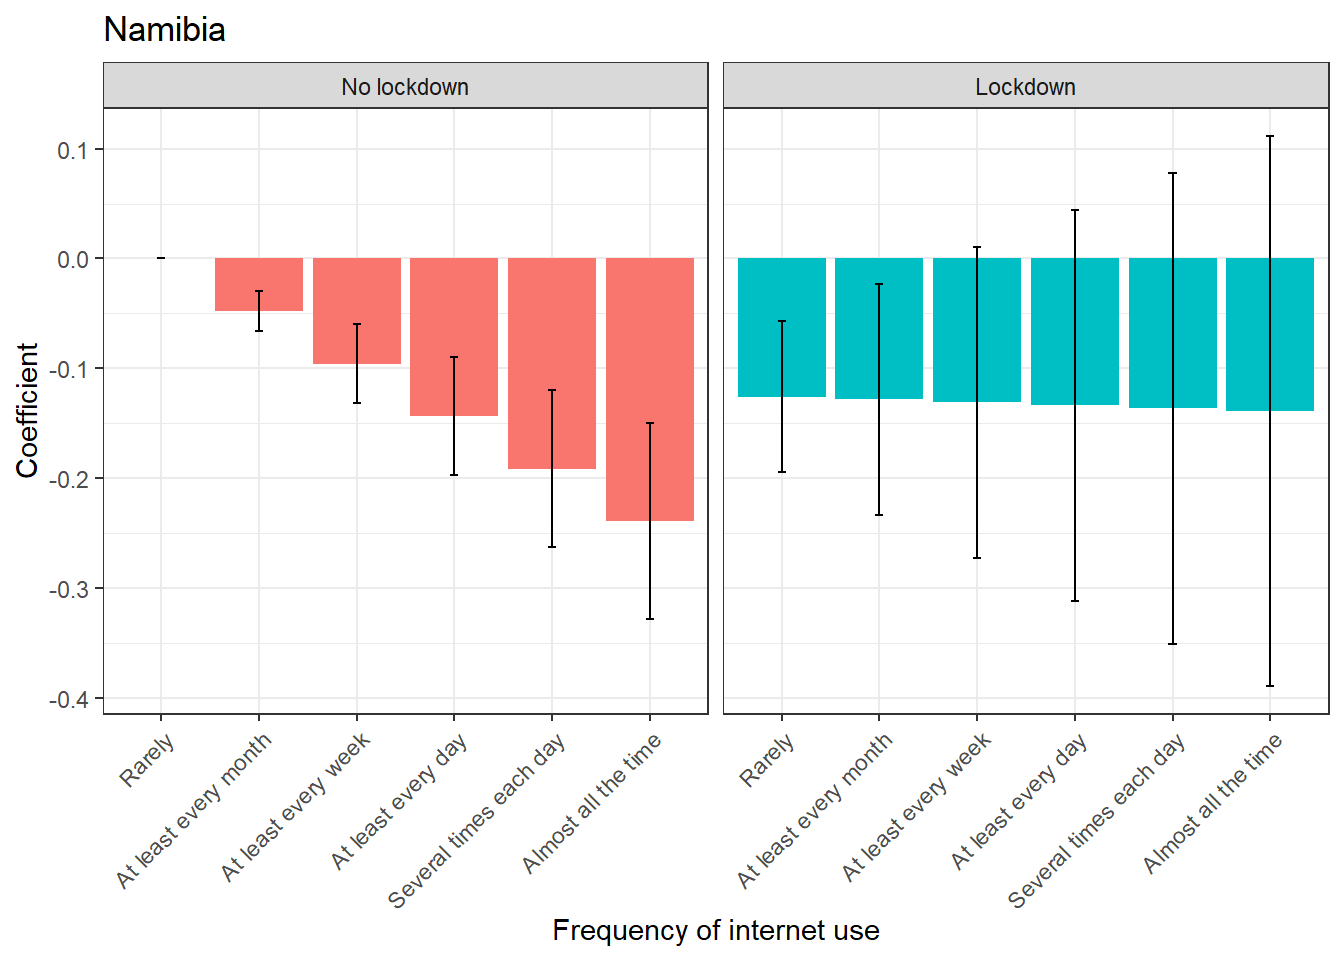 Namibia
No lockdown
Lockdown
Coefficient
0.1
0.0
-0.1
-0.2
-0.3
-0.4
Rarely
At least every month
At least every week
At least every day
Several times each day
Almost all the time
Rarely
At least every month
At least every week
At least every day
Several times each day
Almost all the time
Frequency of internet use